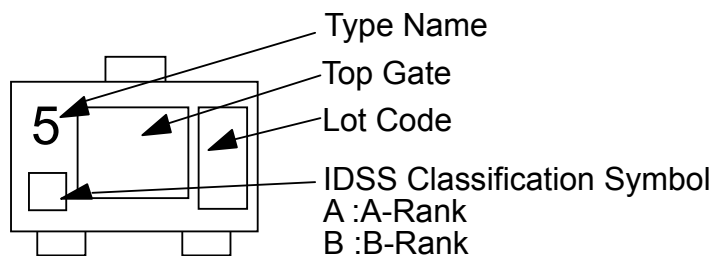 Type Name
Top Gate
5
Lot Code
IDSS Classification Symbol
A :A-Rank
B :B-Rank